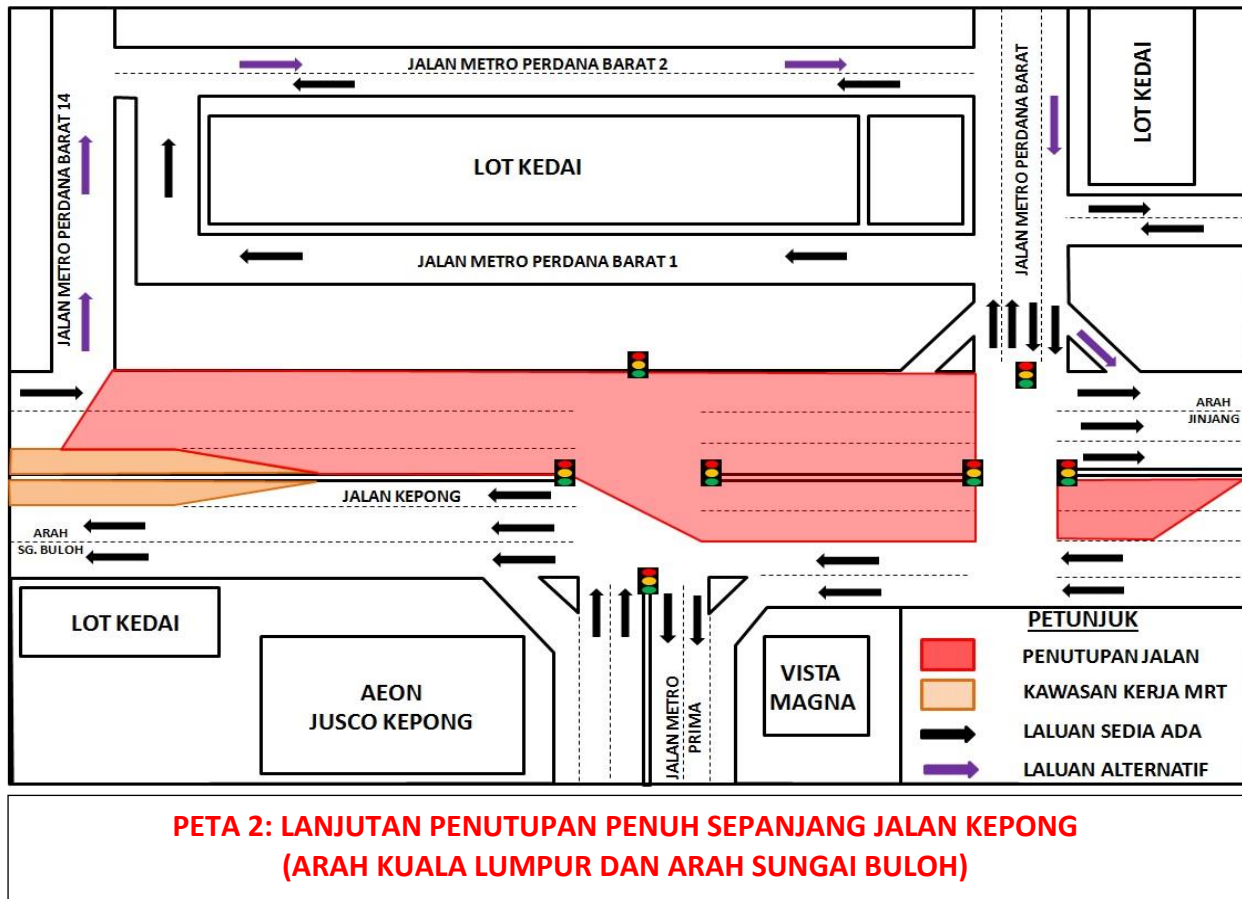 JALAN METRO PERDANA BARAT 2
JALAN METRO PERDANA BARAT 14
LOT KEDAI
JALAN METRO PERDANA BARAT
LOT KEDAI
JALAN METRO PERDANA BARAT 1
ARAH
JINJANG
JALAN KEPONG
ARAH
SG. BULOH
LOT KEDAI
AEON
JUSCO KEPONG
JALAN METRO
PRIMA
VISTA
MAGNA
PETUNJUK
PENUTUPAN JALAN
KAWASAN KERJA MRT
LALUAN SEDIA ADA
LALUAN ALTERNATIF
PETA 2: LANJUTAN PENUTUPAN PENUH SEPANJANG JALAN KEPONG
(ARAH KUALA LUMPUR DAN ARAH SUNGAI BULOH)